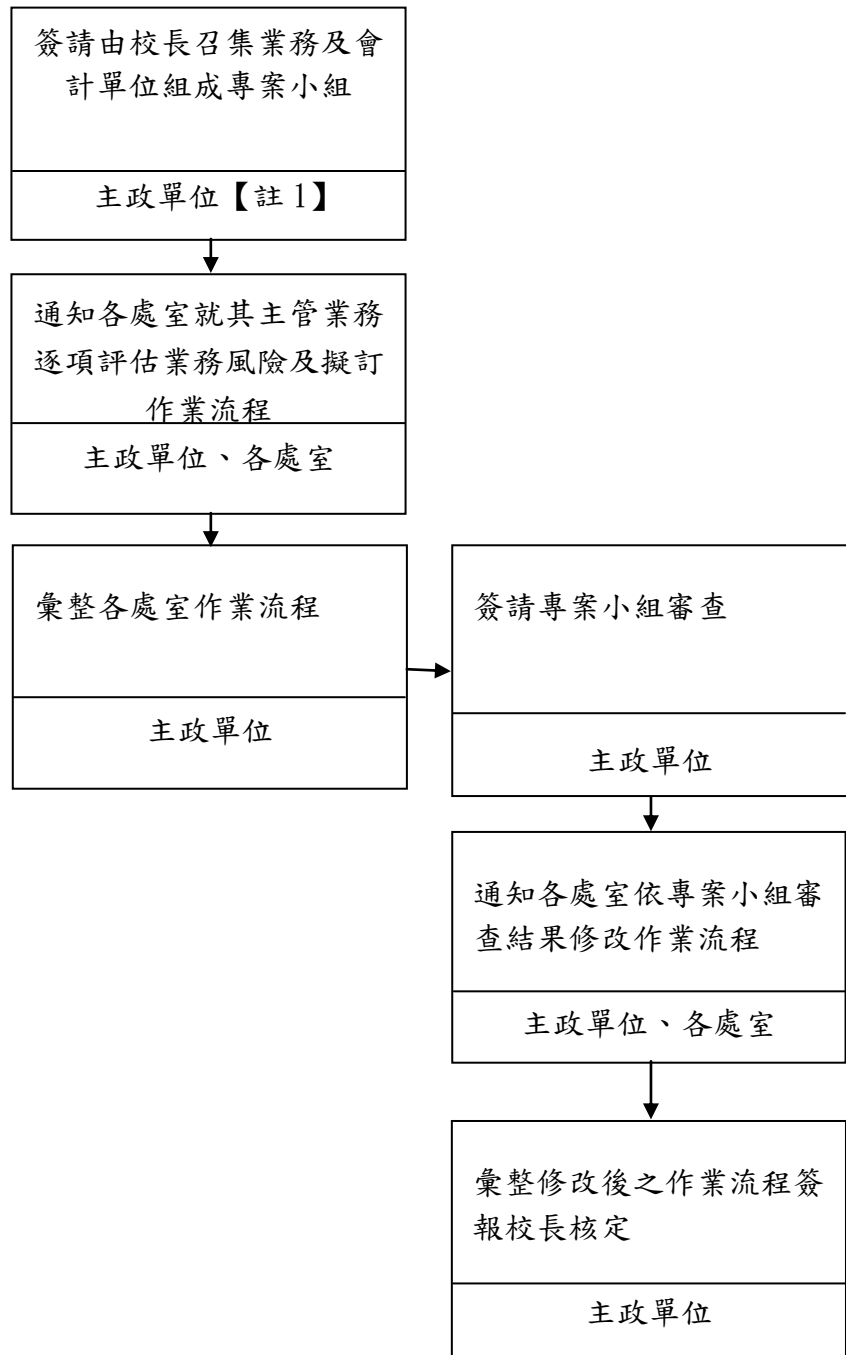 簽請由校長召集業務及會
計單位組成專案小組
主政單位【註1】
通知各處室就其主管業務
逐項評估業務風險及擬訂
作業流程
主政單位、各處室
彙整各處室作業流程
主政單位
簽請專案小組審查
主政單位
通知各處室依專案小組審
查結果修改作業流程
主政單位、各處室
彙整修改後之作業流程簽
報校長核定
主政單位